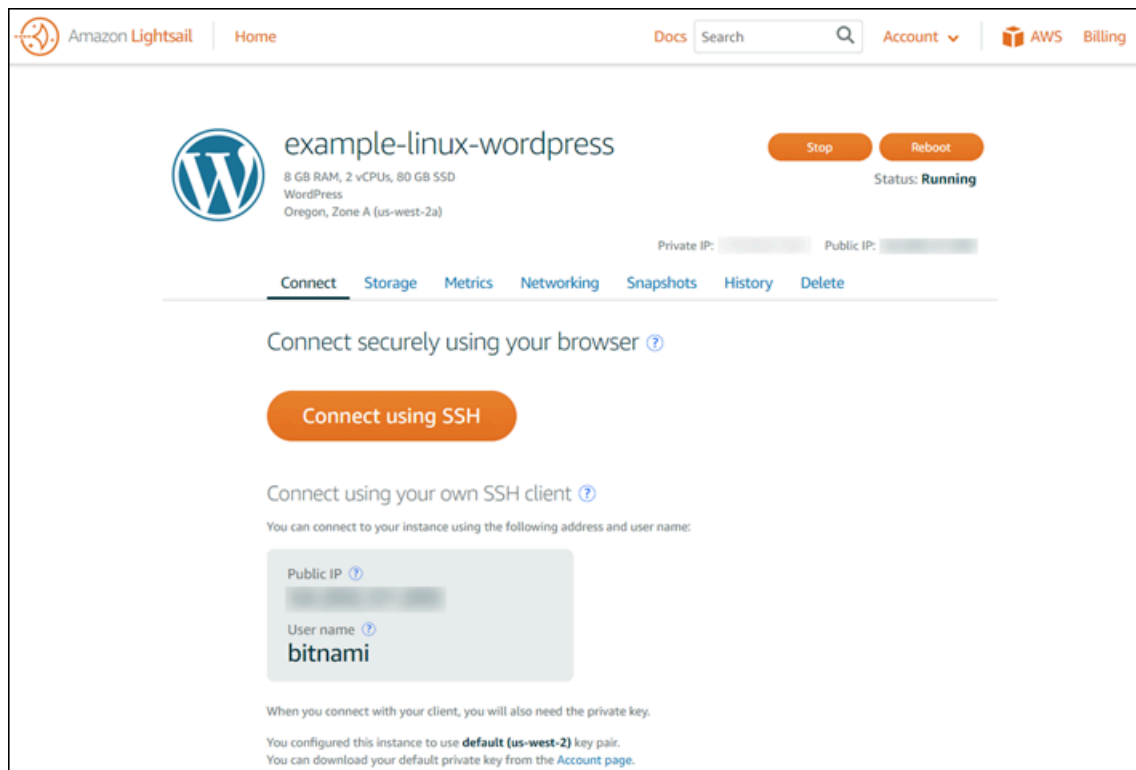 Amazon Lightsail Home Docs Search Account AWS Billing
example-linux-wordpress
Stop Reboot
8 GB RAM, 2 vCPUs, 80 GB SSD
Status: Running
WordPress
Oregon, Zone A (us-west-2a)
Private IP: Public IP:
Connect Storage Metrics Networking Snapshots History Delete
Connect securely using your browser ?
Connect using SSH
Connect using your own SSH client ?
You can connect to your instance using the following address and user name:
Public IP ?
User name ?
bitnami
When you connect with your client, you will also need the private key.
You configured this instance to use default (us-west-2) key pair.
You can download your default private key from the Account page.